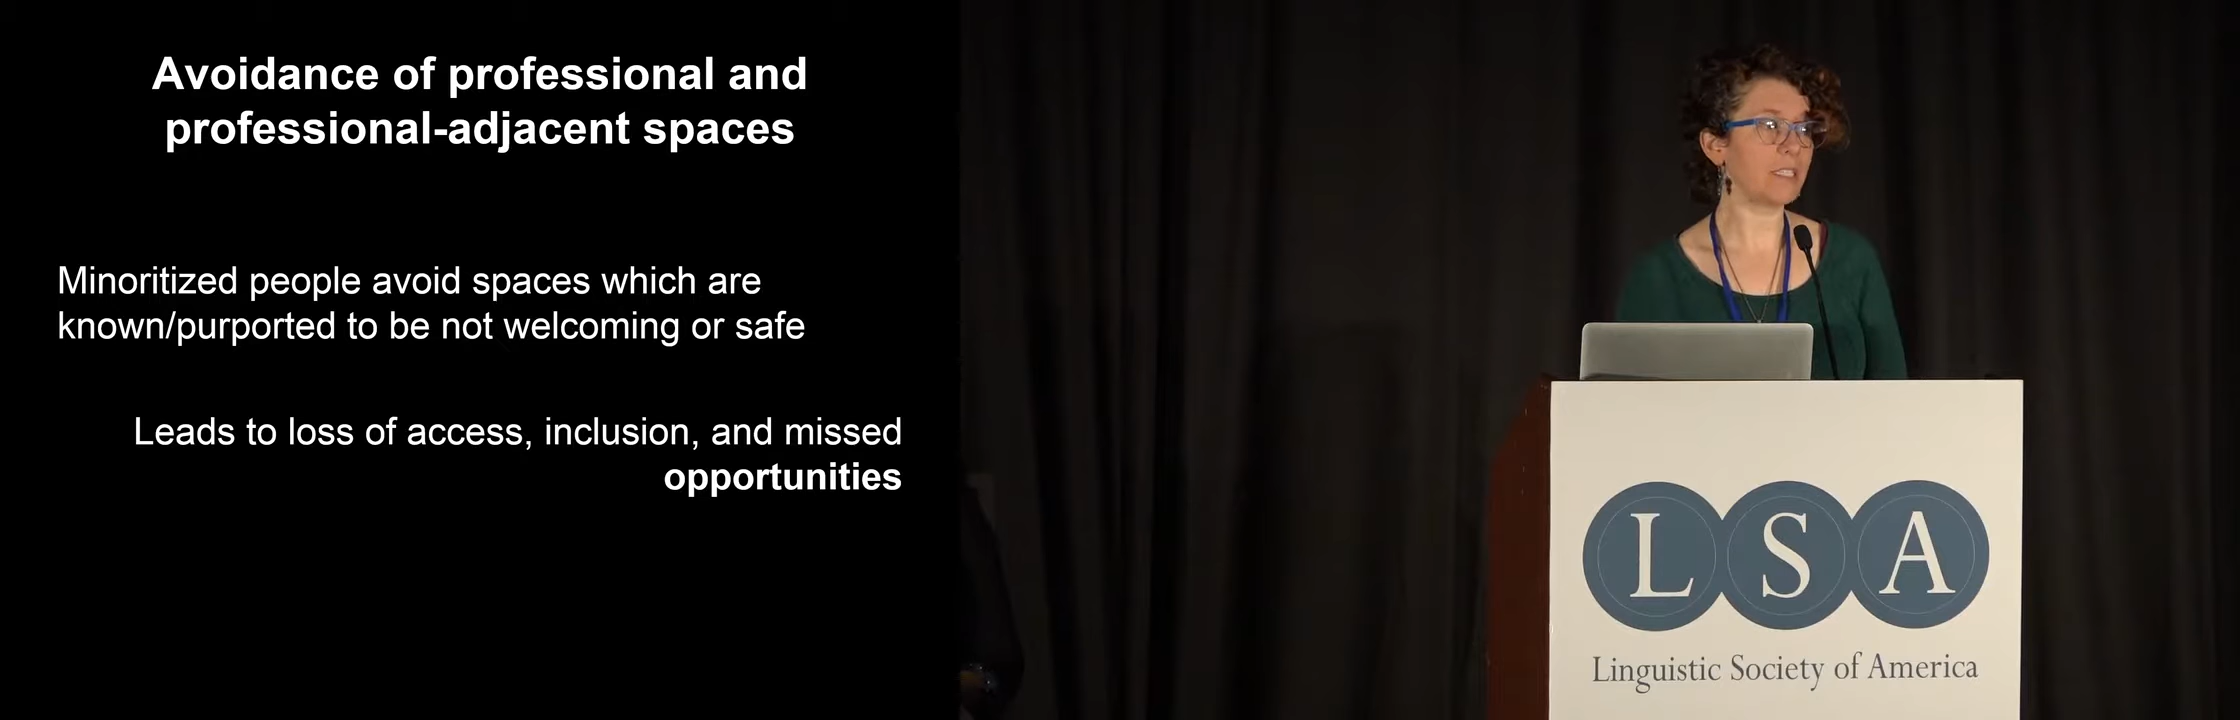 Avoidance of professional and
professional-adjacent spaces
Minoritized people avoid spaces which are
known/purported to be not welcoming or safe
Leads to loss of access, inclusion, and missed
opportunities
LSA
Linguistic Society of America